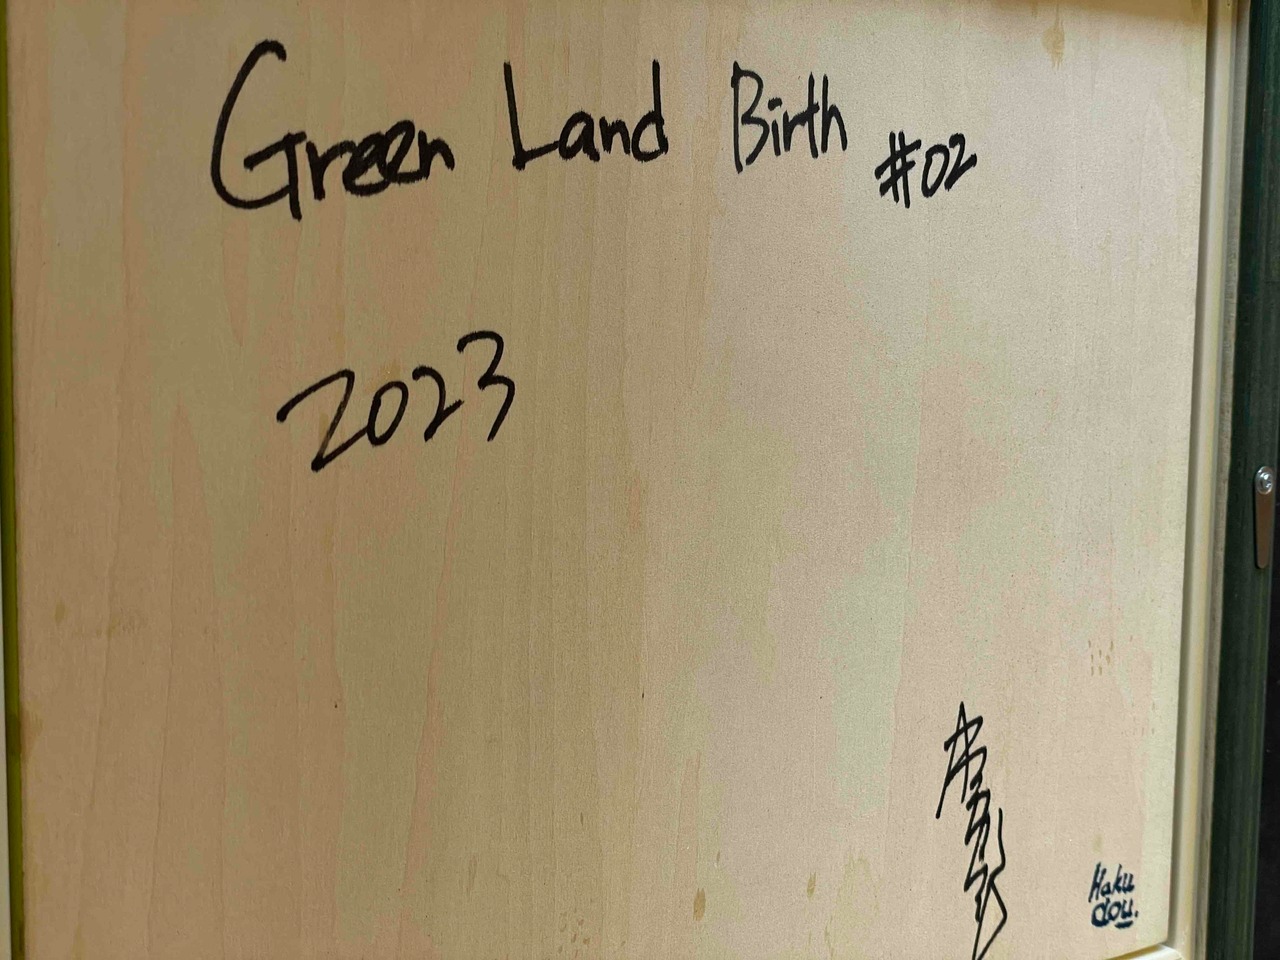 Green Land Birth #02
2023
Haku
dou.